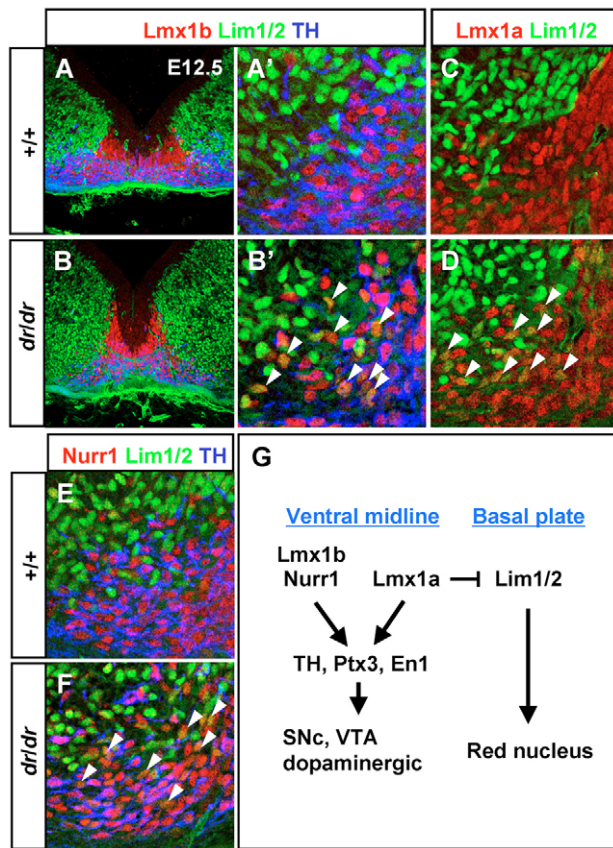 Lmx1b Lim1/2 TH
Lmx1a Lim1/2
A
E12.5
A'
C
+/+
B
B'
D
dr/dr
Nurr1 Lim1/2 TH
E
+/+
F
dr/dr
G
Ventral midline
Basal plate
Lmx1b
Nurr1
Lmx1a
Lim1/2
TH, Ptx3, En1
SNc, VTA
dopaminergic
Red nucleus